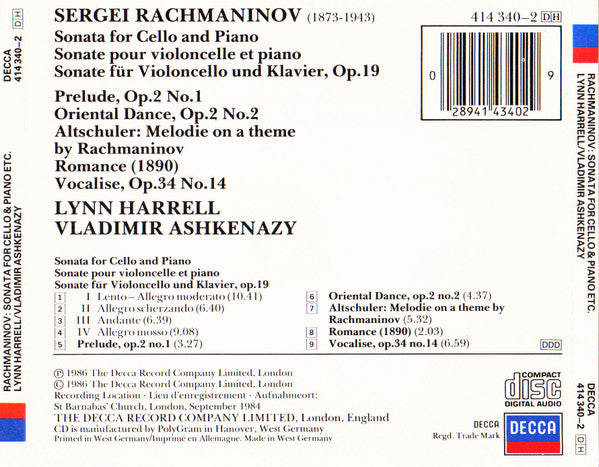 DECCA
414 340-2 DH
RACHMANINOV: SONATA FOR CELLO & PIANO ETC.
LYNN HARRELL/VLADIMIR ASHKENAZY
SERGEI RACHMANINOV (1873-1943)
414 340-2 DH
Sonata for Cello and Piano
Sonate pour violoncelle et piano
Sonate für Violoncello und Klavier, Op.19
Prelude, Op.2 No.1
Oriental Dance, Op.2 No.2
Altschuler: Melodie on a theme
by Rachmaninov
Romance (1890)
Vocalise, Op.34 No.14
0 28941 43402 9
LYNN HARRELL
VLADIMIR ASHKENAZY
Sonata for Cello and Piano
Sonate pour violoncelle et piano
Sonate für Violoncello und Klavier, op.19
1 I Lento – Allegro moderato (10.41)
2 II Allegro scherzando (6.40)
3 III Andante (6.39)
4 IV Allegro mosso (9.08)
5 Prelude, op.2 no.1 (3.27)
6 Oriental Dance, op.2 no.2 (4.37)
7 Altschuler: Melodie on a theme by
Rachmaninov (5.32)
8 Romance (1890) (2.03)
9 Vocalise, op.34 no.14 (6.59)
DDD
Ⓟ 1986 The Decca Record Company Limited, London
© 1986 The Decca Record Company Limited, London
Recording Location · Lieu d'enregistrement · Aufnahmeort:
St Barnabas' Church, London, September 1984
THE DECCA RECORD COMPANY LIMITED, London, England
CD is manufactured by PolyGram in Hanover, West Germany
Printed in West Germany/Imprimé en Allemagne. Made in West Germany
COMPACT
disc
DIGITAL AUDIO
DECCA
Regd. Trade Mark
DECCA
RACHMANINOV: SONATA FOR CELLO & PIANO ETC.
LYNN HARRELL/VLADIMIR ASHKENAZY
DECCA
414 340-2 DH